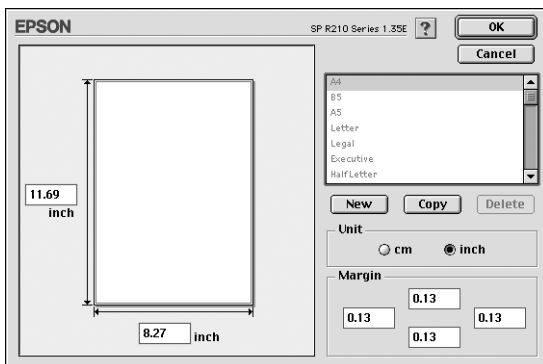 EPSON
SP R210 Series 1.35E ? OK
Cancel
A4
B5
A5
Letter
Legal
Executive
HalfLetter
11.69
inch
8.27 inch
New Copy Delete
Unit
cm inch
Margin
0.13
0.13 0.13
0.13